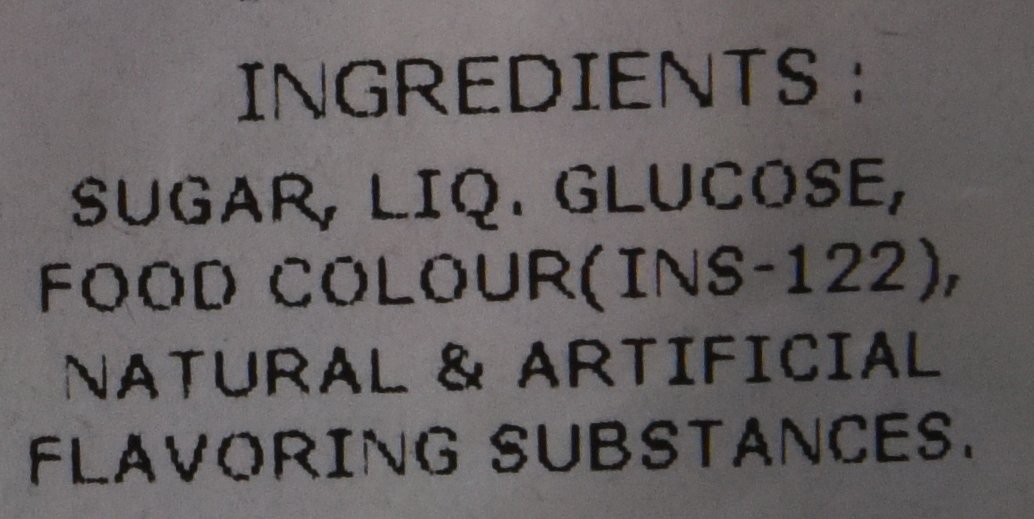 INGREDIENTS :
SUGAR, LIQ. GLUCOSE,
FOOD COLOUR(INS-122),
NATURAL & ARTIFICIAL
FLAVORING SUBSTANCES.